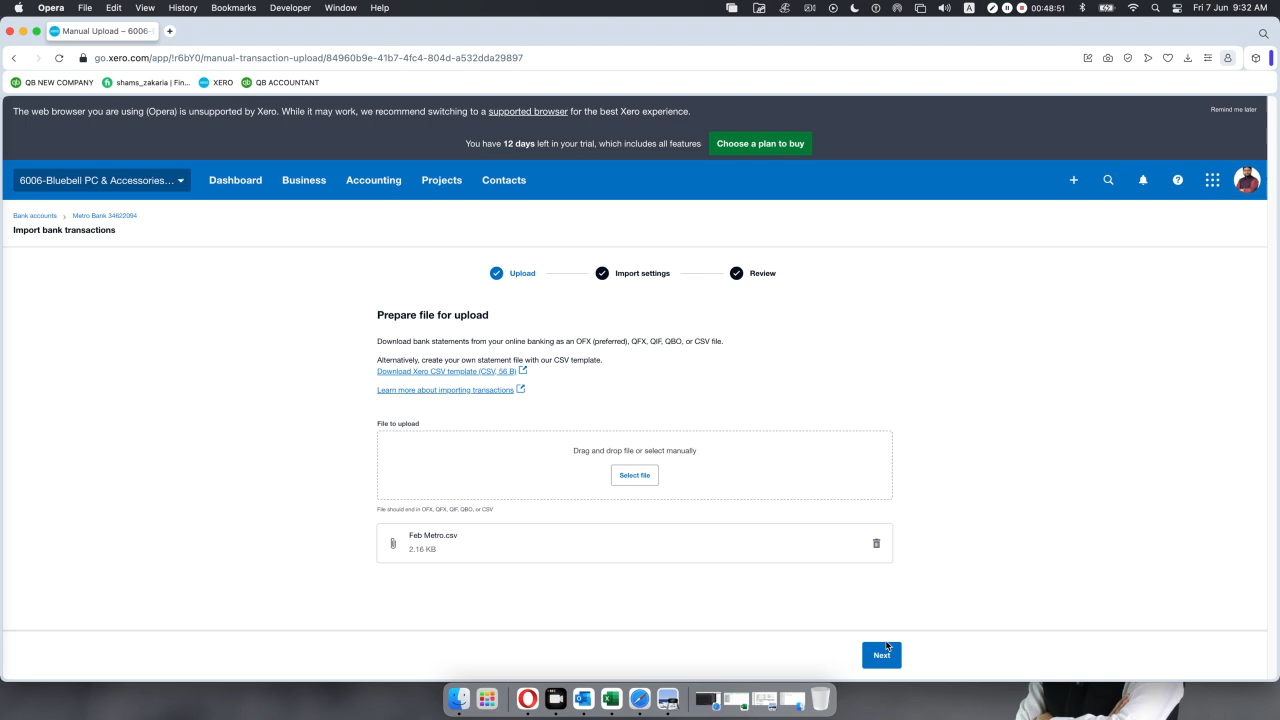 Opera File Edit View History Bookmarks Developer Window Help 00:48:51 A Fri 7 Jun 9:32 AM
Manual Upload – 6006-
go.xero.com/app/!r6bY0/manual-transaction-upload/84960b9e-41b7-4fc4-804d-a532dda29897
QB NEW COMPANY shams_zakaria | Fin... XERO QB ACCOUNTANT
The web browser you are using (Opera) is unsupported by Xero. While it may work, we recommend switching to a supported browser for the best Xero experience. Remind me later
You have 12 days left in your trial, which includes all features Choose a plan to buy
6006-Bluebell PC & Accessories... Dashboard Business Accounting Projects Contacts
Bank accounts Metro Bank 34622094
Import bank transactions
Upload Import settings Review
Prepare file for upload
Download bank statements from your online banking as an OFX (preferred), QFX, QIF, QBO, or CSV file.
Alternatively, create your own statement file with our CSV template.
Download Xero CSV template (CSV, 56 B)
Learn more about importing transactions
File to upload
Drag and drop file or select manually
Select file
File should end in OFX, QFX, QIF, QBO, or CSV
Feb Metro.csv
2.16 KB
Next